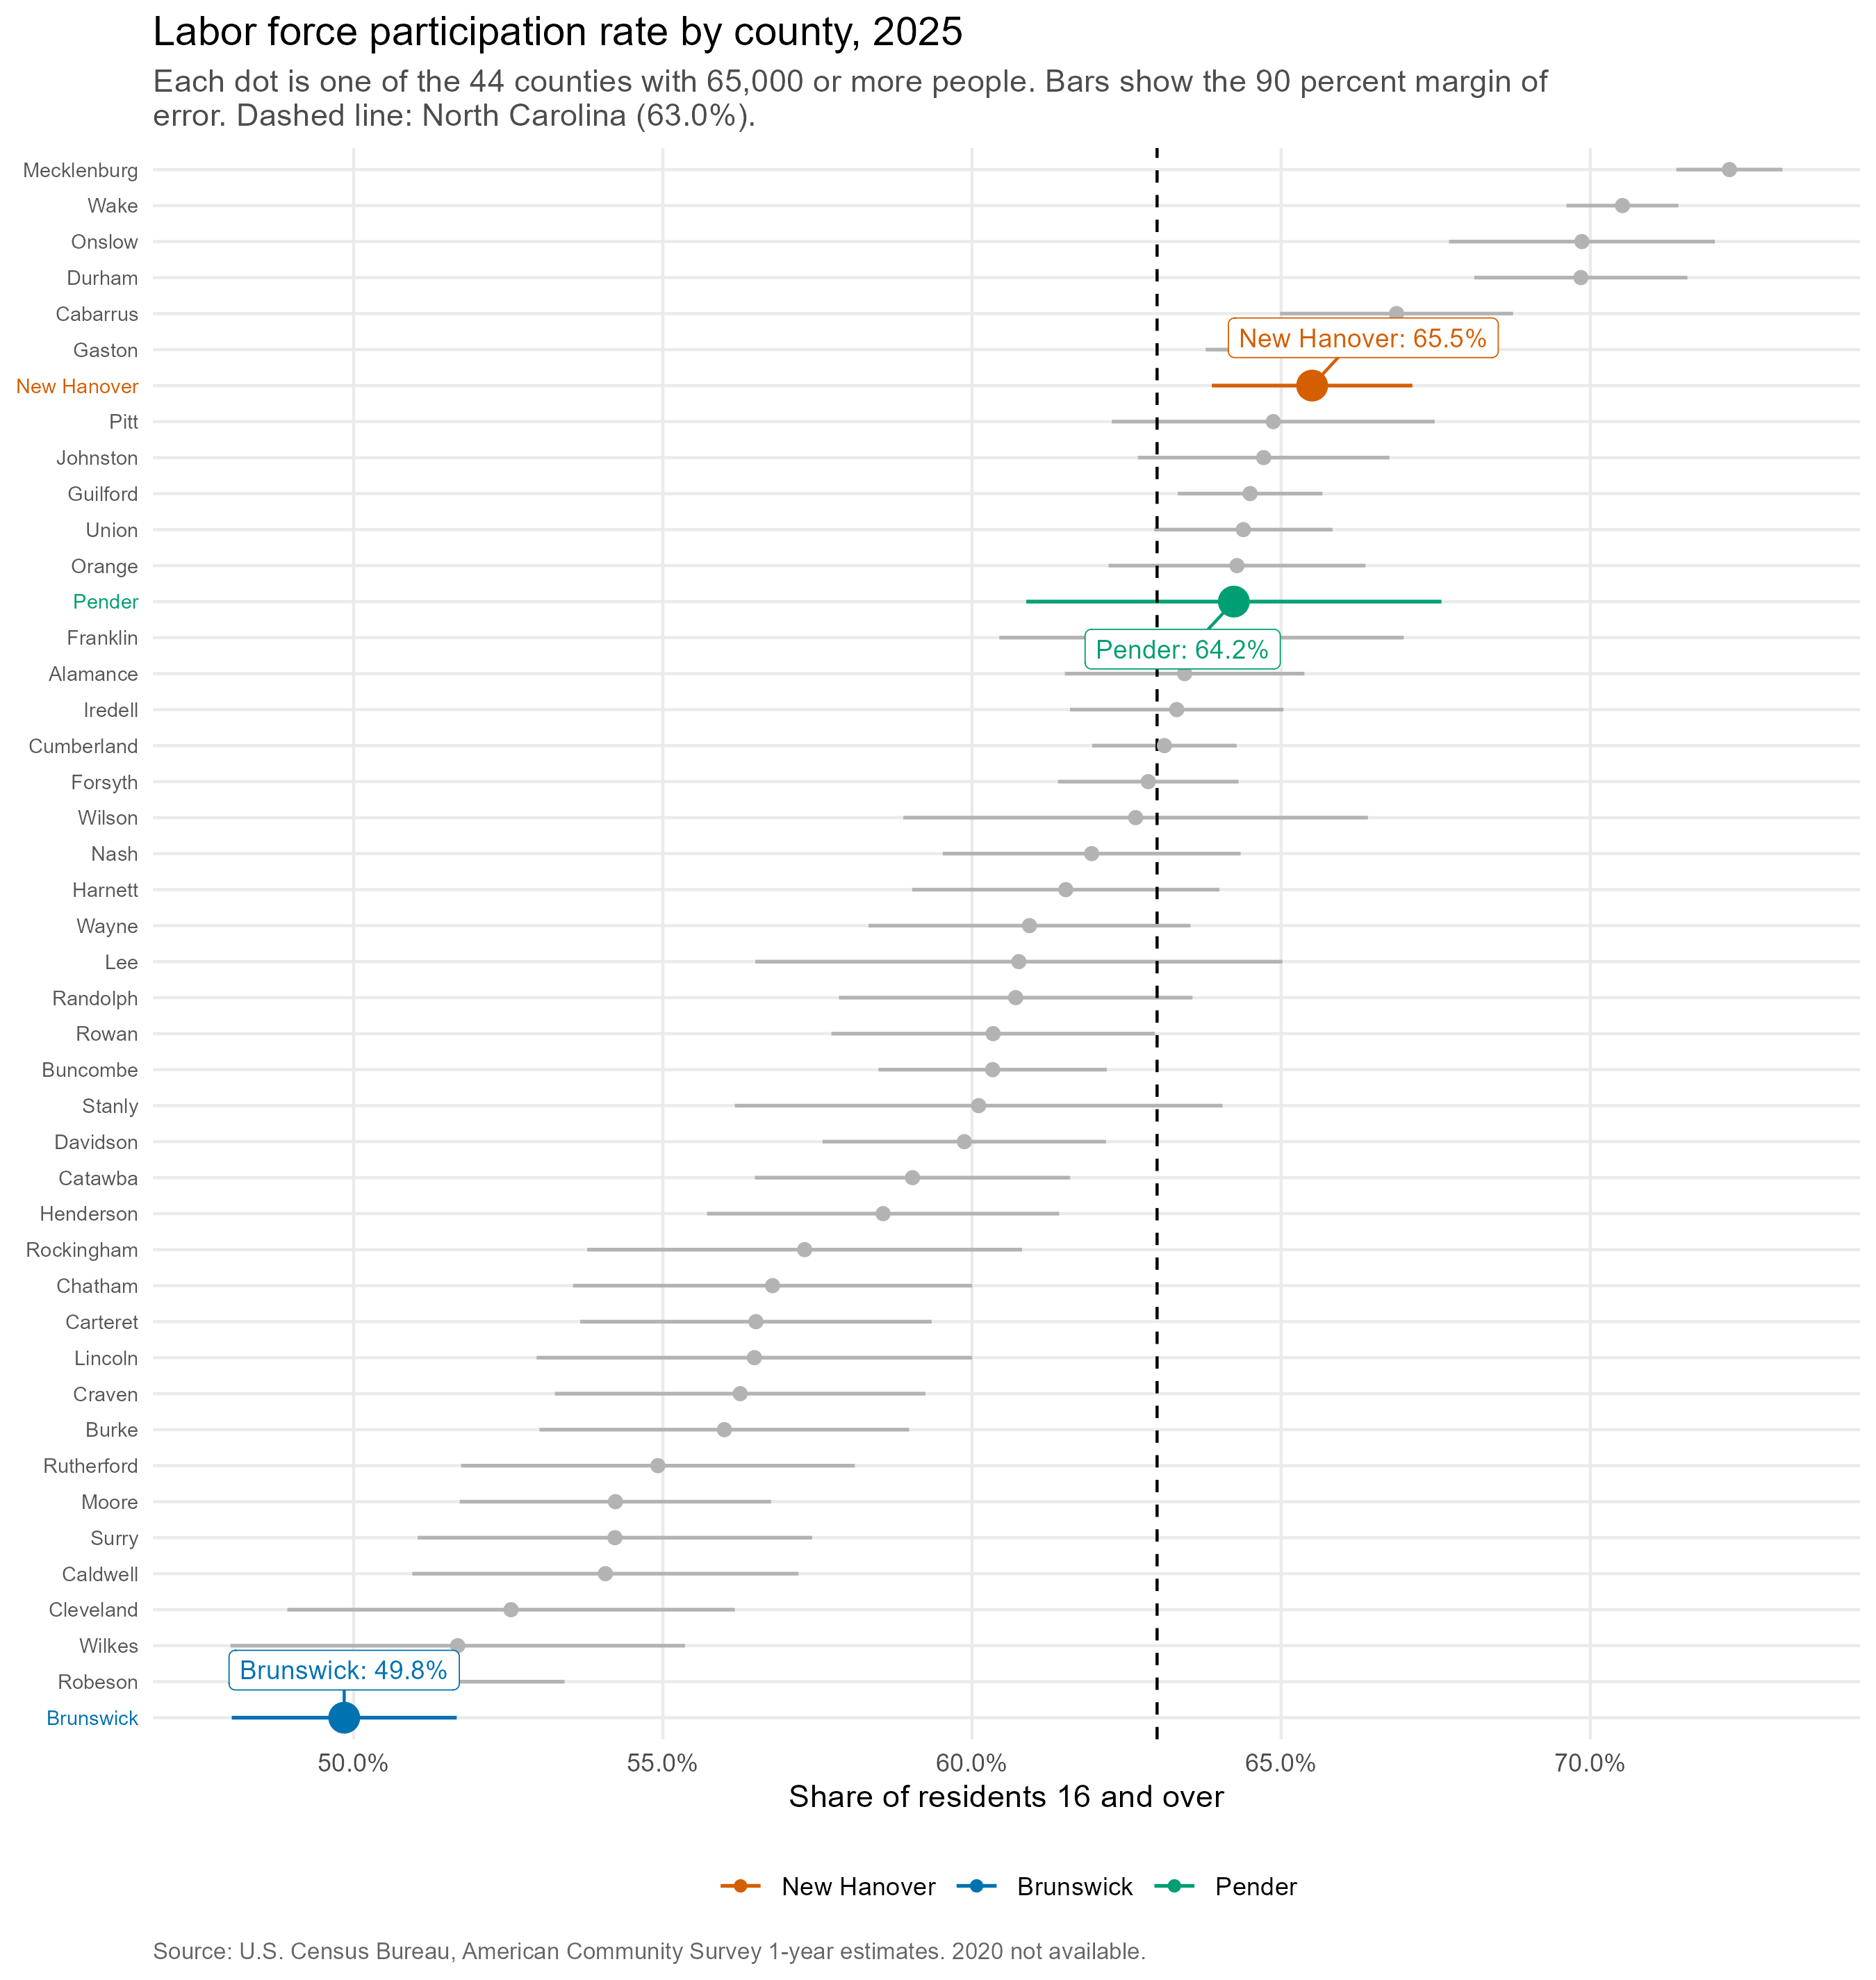 Labor force participation rate by county, 2025
Each dot is one of the 44 counties with 65,000 or more people. Bars show the 90 percent margin of
error. Dashed line: North Carolina (63.0%).
Mecklenburg
Wake
Onslow
Durham
Cabarrus
New Hanover: 65.5%
Gaston
New Hanover
Pitt
Johnston
Guilford
Union
Orange
Pender
Franklin
Pender: 64.2%
Alamance
Iredell
Cumberland
Forsyth
Wilson
Nash
Harnett
Wayne
Lee
Randolph
Rowan
Buncombe
Stanly
Davidson
Catawba
Henderson
Rockingham
Chatham
Carteret
Lincoln
Craven
Burke
Rutherford
Moore
Surry
Caldwell
Cleveland
Wilkes
Brunswick: 49.8%
Robeson
Brunswick
50.0% 55.0% 60.0% 65.0% 70.0%
Share of residents 16 and over
New Hanover Brunswick Pender
Source: U.S. Census Bureau, American Community Survey 1-year estimates. 2020 not available.